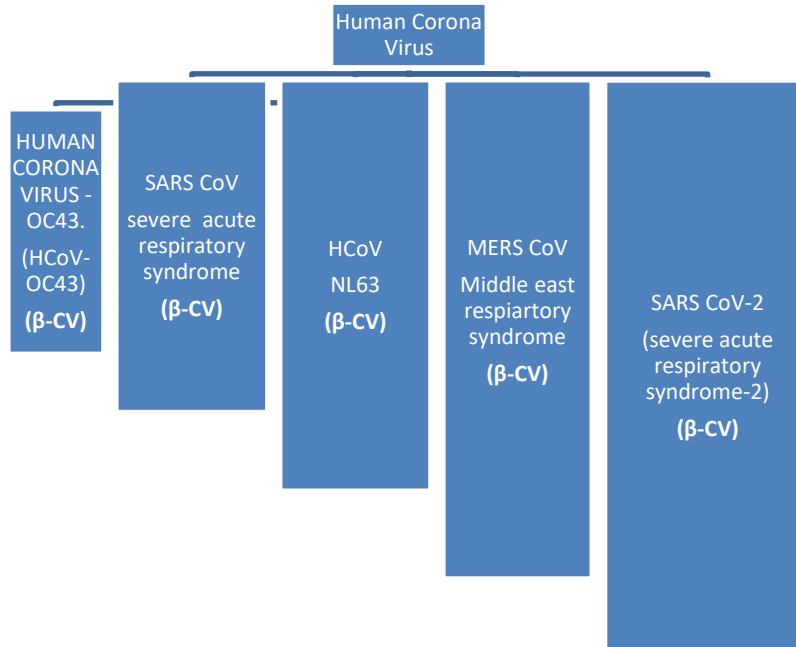 Human Corona
Virus
HUMAN
CORONA
VIRUS -
OC43.
(HCoV-
OC43)
(β-CV)
SARS CoV
severe  acute
respiratory
syndrome
(β-CV)
HCoV
NL63
(β-CV)
MERS CoV
Middle east
respiartory
syndrome
(β-CV)
SARS CoV-2
(severe acute
respiratory
syndrome-2)
(β-CV)